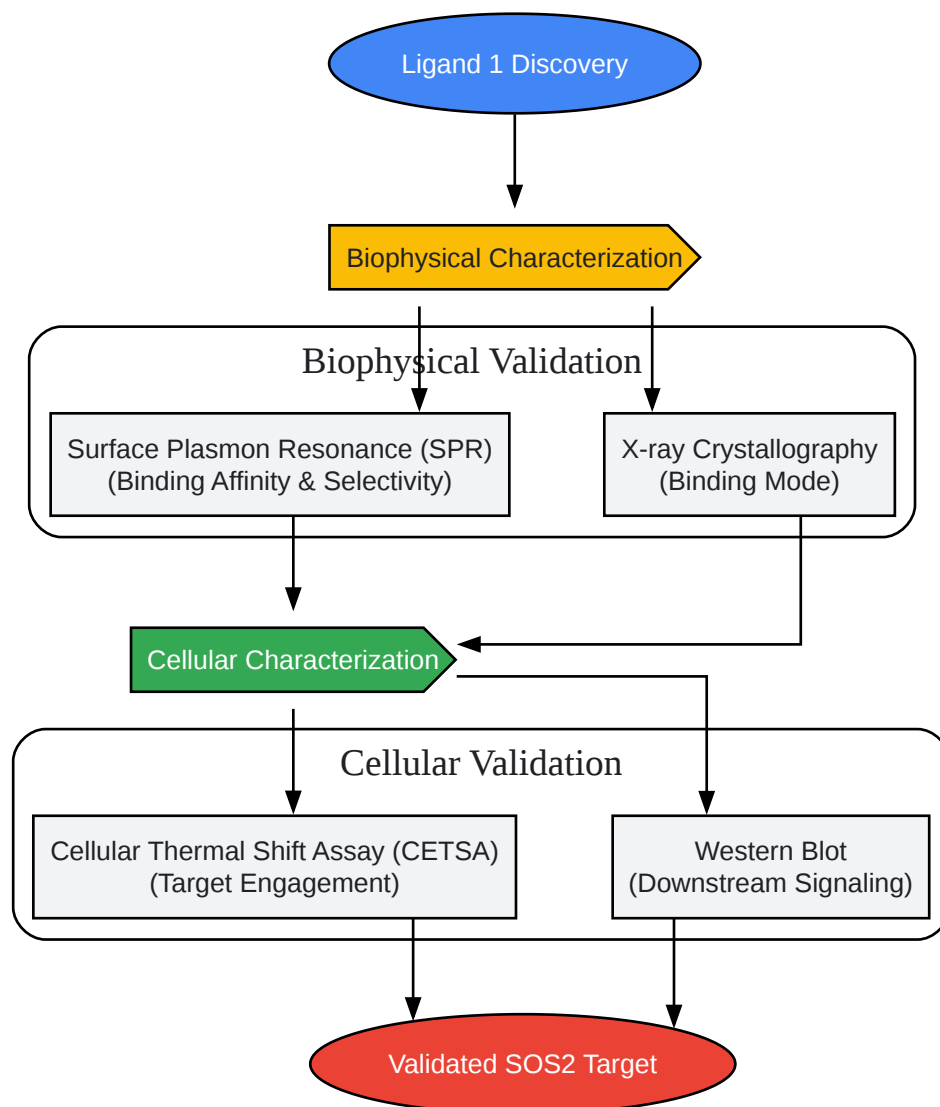 Ligand 1 Discovery
Biophysical Characterization
Biophysical Validation
Surface Plasmon Resonance (SPR)
(Binding Affinity & Selectivity)
X-ray Crystallography
(Binding Mode)
Cellular Characterization
Cellular Validation
Cellular Thermal Shift Assay (CETSA)
(Target Engagement)
Western Blot
(Downstream Signaling)
Validated SOS2 Target